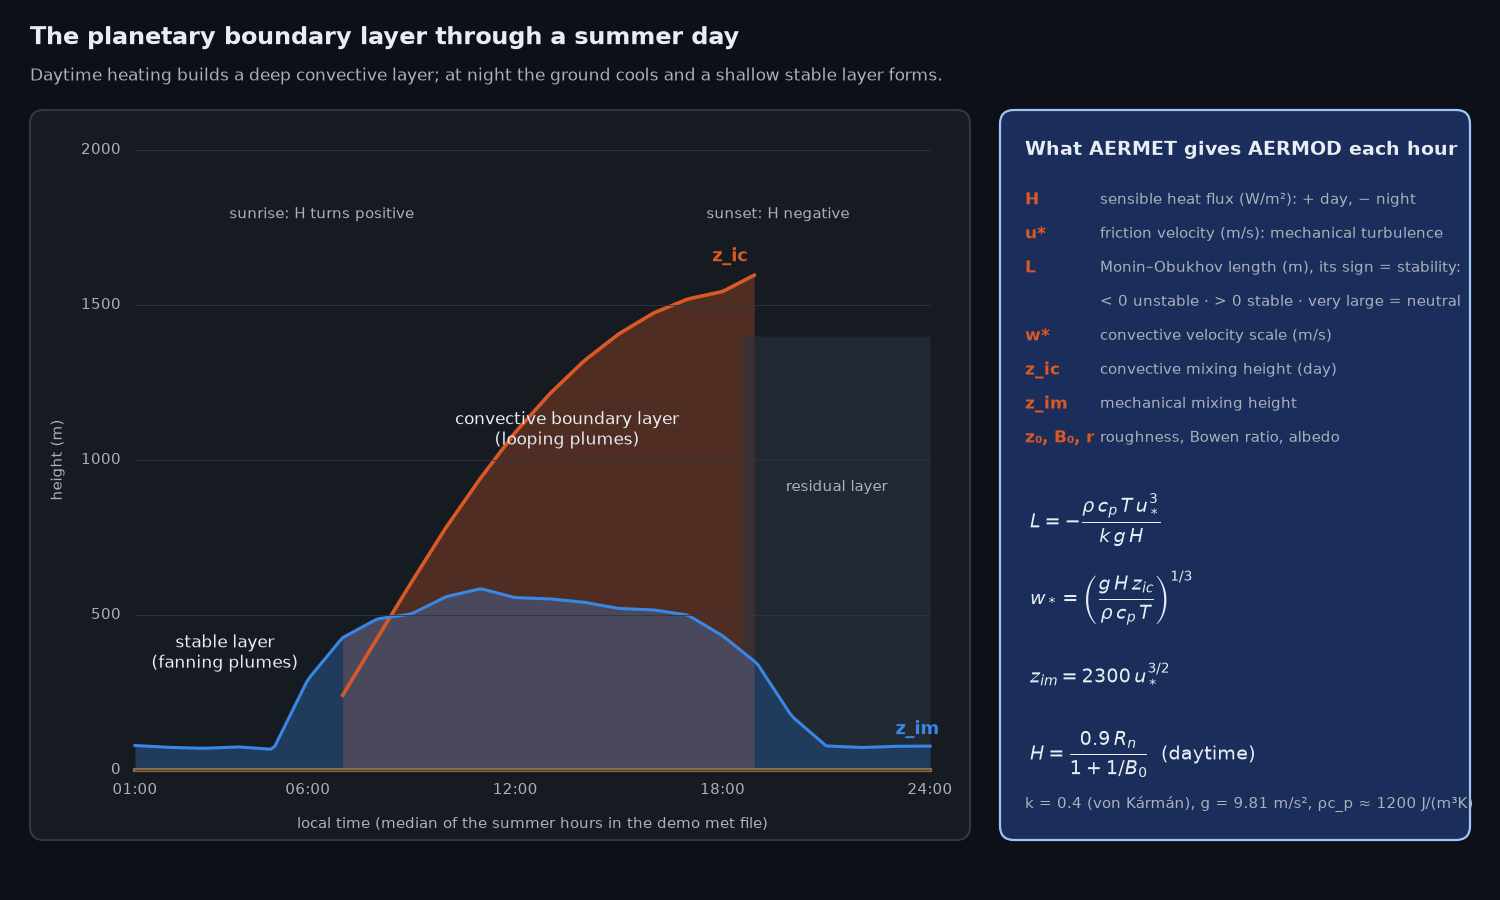 The planetary boundary layer through a summer day
Daytime heating builds a deep convective layer; at night the ground cools and a shallow stable layer forms.
2000
1500
1000
500
0
height (m)
sunrise: H turns positive
sunset: H negative
z_ic
convective boundary layer
(looping plumes)
residual layer
stable layer
(fanning plumes)
z_im
01:00 06:00 12:00 18:00 24:00
local time (median of the summer hours in the demo met file)
What AERMET gives AERMOD each hour
H sensible heat flux (W/m²): + day, − night
u* friction velocity (m/s): mechanical turbulence
L Monin–Obukhov length (m), its sign = stability:
< 0 unstable · > 0 stable · very large = neutral
w* convective velocity scale (m/s)
z_ic convective mixing height (day)
z_im mechanical mixing height
z₀, B₀, r roughness, Bowen ratio, albedo
L = −(ρ c_p T u_*^3)/(k g H)
w_* = ((g H z_ic)/(ρ c_p T))^1/3
z_im = 2300 u_*^3/2
H = (0.9 R_n)/(1 + 1/B_0) (daytime)
k = 0.4 (von Kármán), g = 9.81 m/s², ρc_p ≈ 1200 J/(m³K)